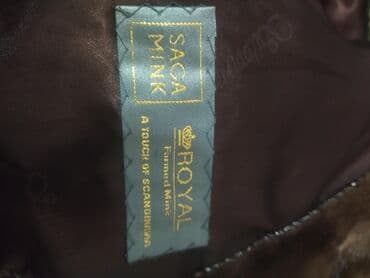 SAGA
MINK
ROYAL
Farmed Mink
A TOUCH OF SCANDINAVIA